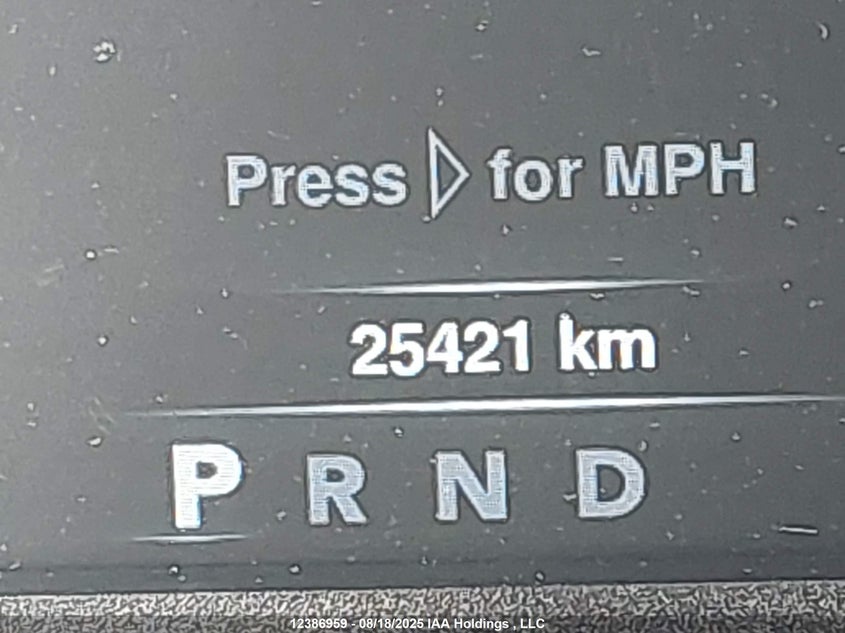 Press ▷ for MPH
25421 km
P R N D
12386959 - 08/18/2025 IAA Holdings , LLC